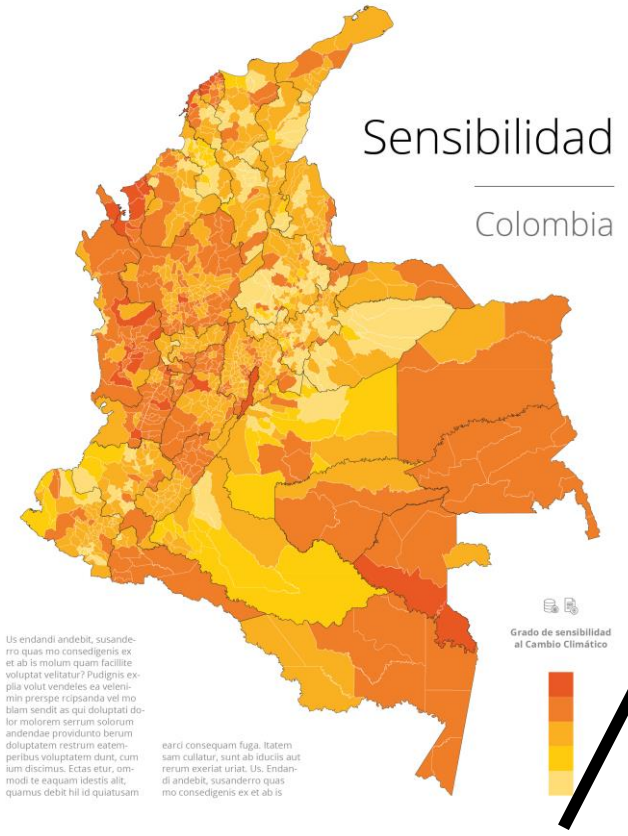 Sensibilidad
Colombia
Grado de sensibilidad
al Cambio Climático
Us endandi andebit, susande-
rro quas mo consedigenis ex
et ab is molum quam facillite
voluptat velitatur? Pudignis ex-
plia volut vendeles ea veleni-
min prerspe rcipsanda vel mo
blam sendit as qui doluptati do-
lor molorem serrum solorum
andendae providunto berum
doluptatem restrum eatem-
peribus voluptatem dunt, cum
ium discimus. Ectas etur, om-
modi te eaquam idestis alit,
quamus debit hil id quiatusam
earci consequam fuga. Itatem
sam cullatur, sunt ab iduciis aut
rerum exeriat uriat. Us. Endan-
di andebit, susanderro quas
mo consedigenis ex et ab is